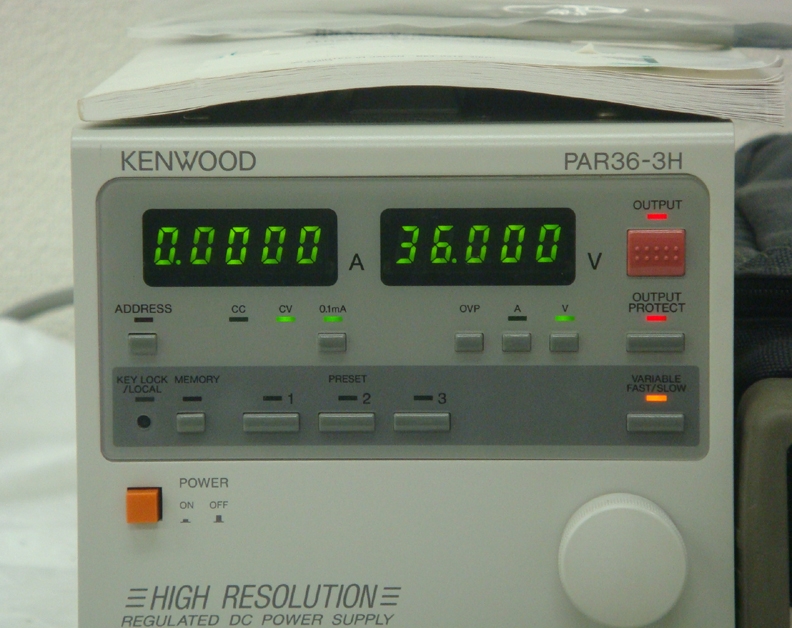 KENWOOD PAR36-3H
OUTPUT
0.0000 A 36.000 V
ADDRESS CC CV 0.1mA OVP A V OUTPUT PROTECT
KEY LOCK /LOCAL MEMORY PRESET VARIABLE FAST/SLOW
1 2 3
POWER
ON OFF
HIGH RESOLUTION
REGULATED DC POWER SUPPLY